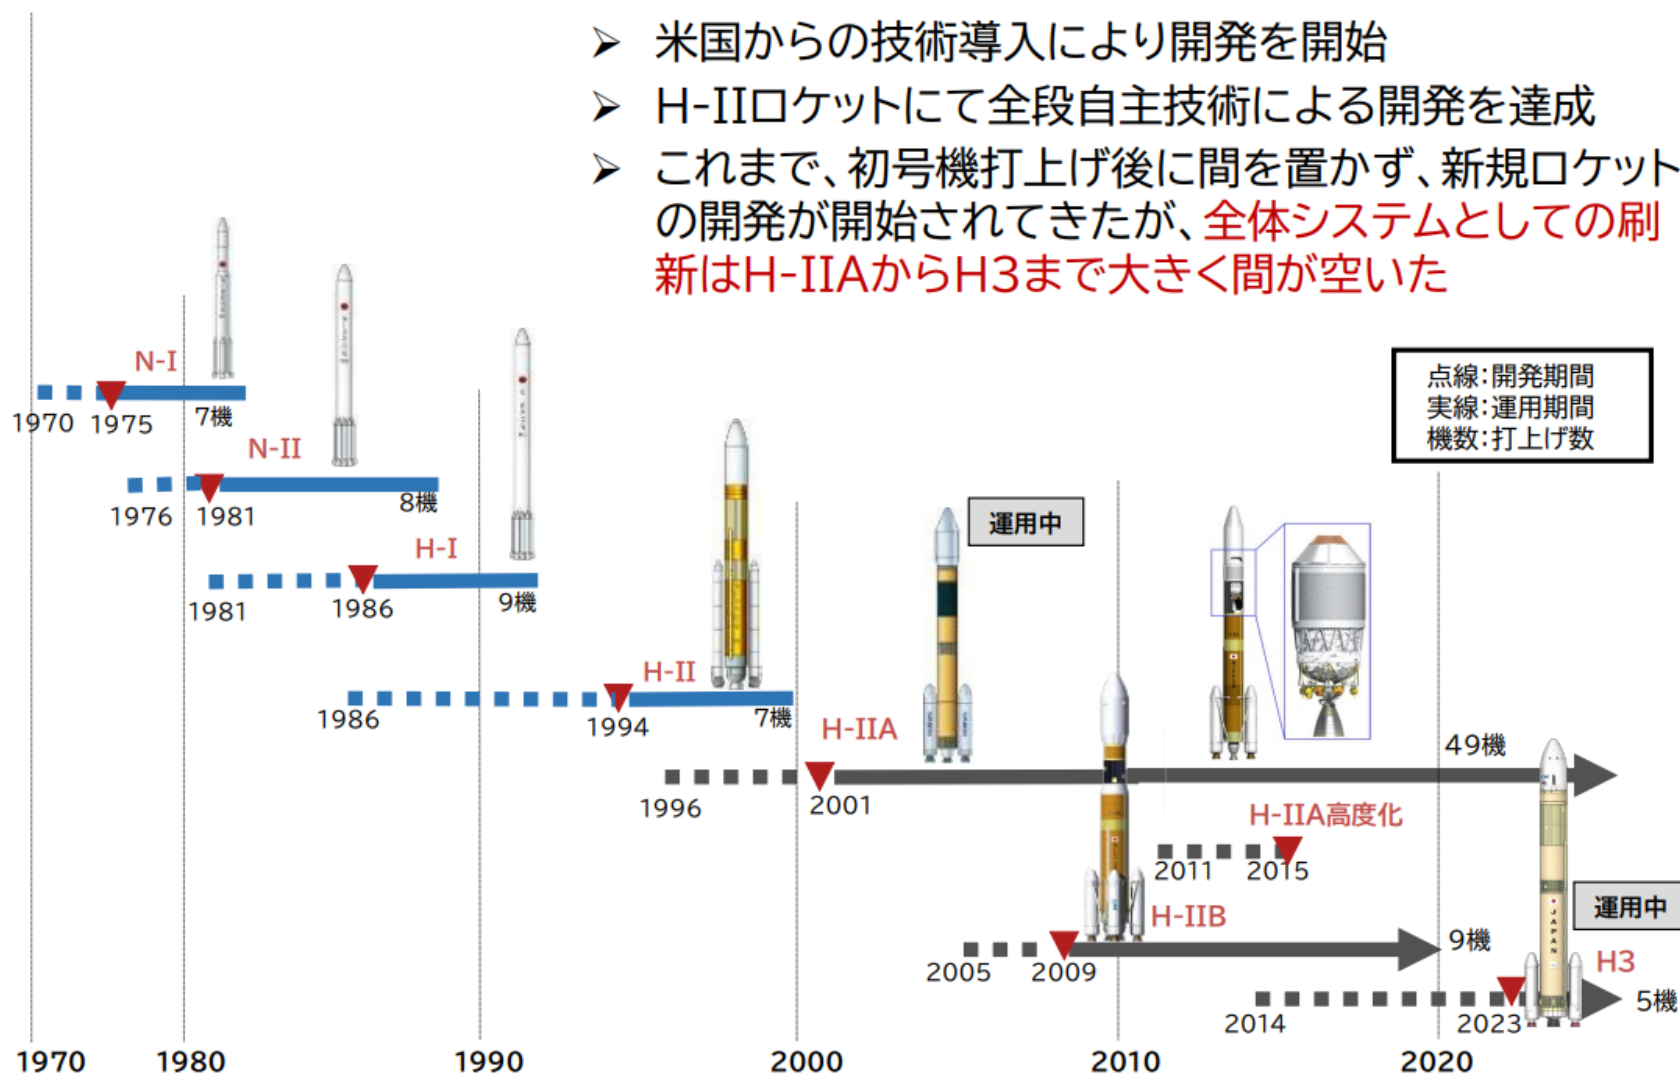 ➢ 米国からの技術導入により開発を開始
➢ H-IIロケットにて全段自主技術による開発を達成
➢ これまで、初号機打上げ後に間を置かず、新規ロケット
の開発が開始されてきたが、全体システムとしての刷
新はH-IIAからH3まで大きく間が空いた
点線：開発期間
実線：運用期間
機数：打上げ数
N-I
1970 1975 7機
N-II
1976 1981 8機
H-I
1981 1986 9機
H-II
1986 1994 7機
運用中
H-IIA
49機
1996 2001
H-IIA高度化
2011 2015
H-IIB
9機
2005 2009
運用中
JAPAN
H3
5機
2014 2023
1970 1980 1990 2000 2010 2020